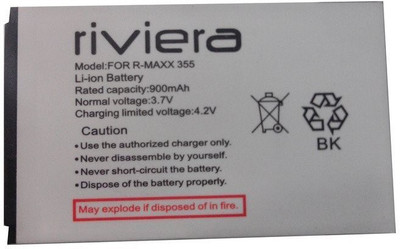 riviera
Model:FOR R-MAXX 355
Li-ion Battery
Rated capacity:900mAh
Normal voltage:3.7V
Charging limited voltage:4.2V
BK
Caution
• Use the authorized charger only.
• Never disassemble by yourself.
• Never short-circuit the battery.
• Dispose of the battery properly.
May explode if disposed of in fire.